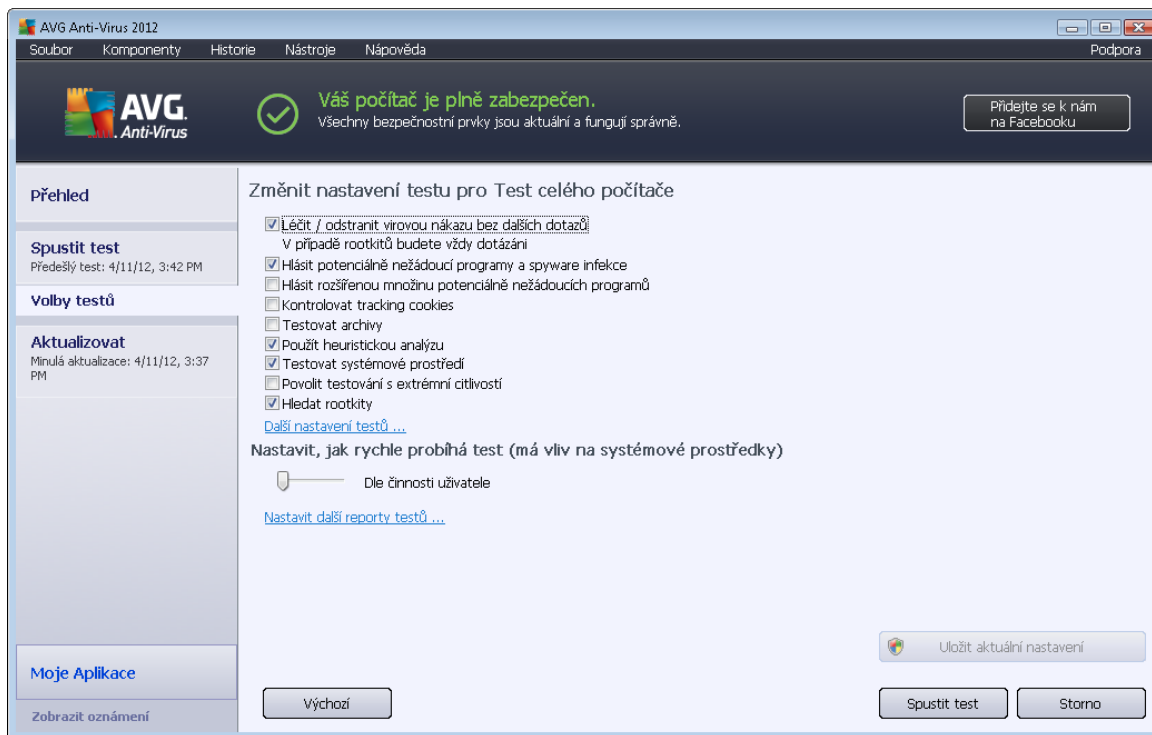 AVG Anti-Virus 2012
Soubor Komponenty Historie Nástroje Nápověda Podpora
AVG.
Anti-Virus
Váš počítač je plně zabezpečen.
Všechny bezpečnostní prvky jsou aktuální a fungují správně.
Přidejte se k nám
na Facebooku
Přehled
Spustit test
Předešlý test: 4/11/12, 3:42 PM
Volby testů
Aktualizovat
Minulá aktualizace: 4/11/12, 3:37
PM
Moje Aplikace
Zobrazit oznámení
Změnit nastavení testu pro Test celého počítače
Léčit / odstranit virovou nákazu bez dalších dotazů
V případě rootkitů budete vždy dotázáni
Hlásit potenciálně nežádoucí programy a spyware infekce
Hlásit rozšířenou množinu potenciálně nežádoucích programů
Kontrolovat tracking cookies
Testovat archivy
Použít heuristickou analýzu
Testovat systémové prostředí
Povolit testování s extrémní citlivostí
Hledat rootkity
Další nastavení testů ...
Nastavit, jak rychle probíhá test (má vliv na systémové prostředky)
Dle činnosti uživatele
Nastavit další reporty testů ...
Uložit aktuální nastavení
Výchozí
Spustit test
Storno